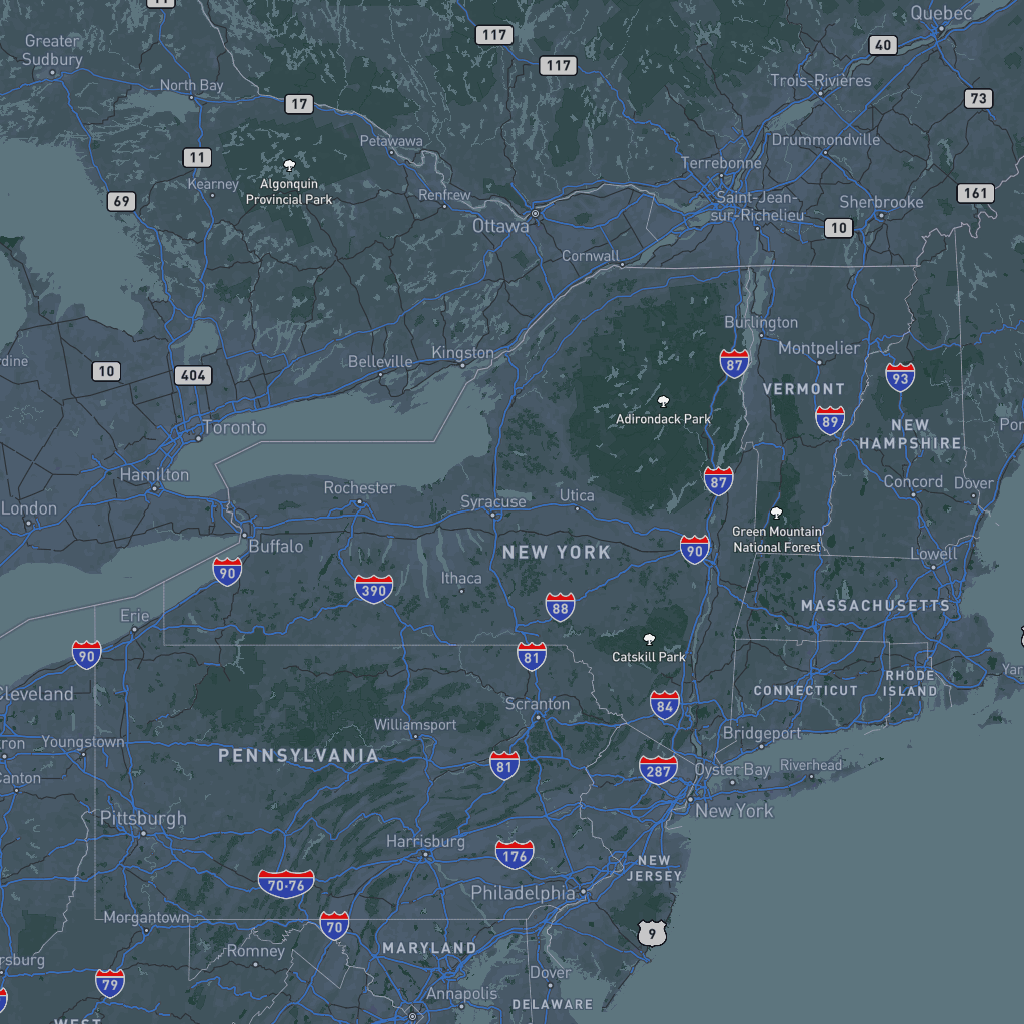 11
117
Quebec
Greater
Sudbury
40
117
Trois-Rivières
North Bay
17
73
Petawawa
Drummondville
11
Terrebonne
Algonquin
Provincial Park
Kearney
69
Renfrew
161
Saint-Jean-
sur-Richelieu
Sherbrooke
Ottawa
10
Cornwall
Burlington
Kingston
Montpelier
rdine
Belleville
87
10
404
93
VERMONT
Adirondack Park
89
Toronto
NEW
HAMPSHIRE
Por
Hamilton
87
Concord
Dover
Rochester
Syracuse
Utica
London
Green Mountain
National Forest
Buffalo
NEW YORK
90
Lowell
90
Ithaca
390
88
MASSACHUSETTS
Erie
90
81
Catskill Park
Yar
RHODE
ISLAND
CONNECTICUT
Cleveland
84
Scranton
Williamsport
Bridgeport
ron
Youngstown
PENNSYLVANIA
81
287
Oyster Bay
Riverhead
Canton
New York
Pittsburgh
Harrisburg
176
NEW
JERSEY
70-76
Philadelphia
Morgantown
70
9
MARYLAND
Romney
rsburg
Dover
79
Annapolis
DELAWARE
WEST